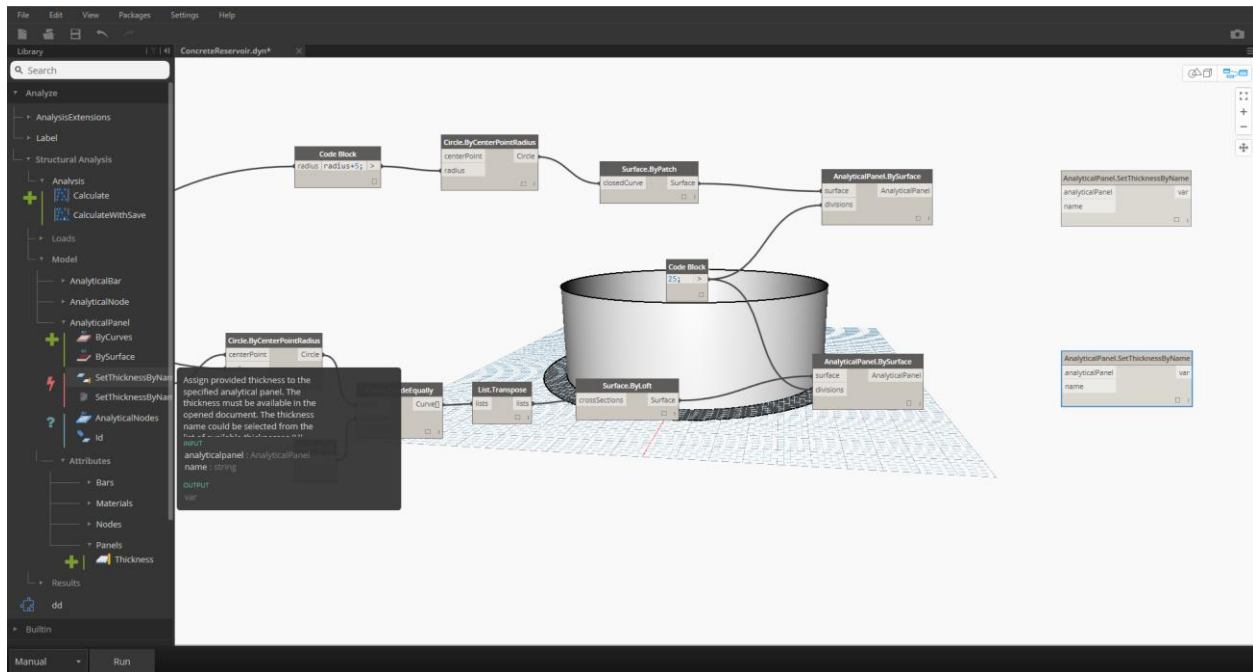 File Edit View Packages Settings Help
Library
ConcreteReservoir.dyn*
Search
Analyze
AnalysisExtensions
Label
Structural Analysis
Analysis
Calculate
CalculateWithSave
Loads
Model
AnalyticalBar
AnalyticalNode
AnalyticalPanel
ByCurves
BySurface
SetThicknessByNam
SetThicknessByNam
AnalyticalNodes
Id
Attributes
Bars
Materials
Nodes
Panels
Thickness
Results
dd
Builtin
Manual
Run
Code Block
radius radius+5; >
Circle.ByCenterPointRadius
centerPoint Circle
radius
Surface.ByPatch
closedCurve Surface
AnalyticalPanel.BySurface
surface AnalyticalPanel
divisions
AnalyticalPanel.SetThicknessByName
analyticalPanel var
name
Code Block
25; >
Circle.ByCenterPointRadius
centerPoint Circle
Curve[]
List.Transpose
lists lists
Surface.ByLoft
crossSections Surface
AnalyticalPanel.BySurface
surface AnalyticalPanel
divisions
AnalyticalPanel.SetThicknessByName
analyticalPanel var
name
Assign provided thickness to the
specified analytical panel. The
thickness must be available in the
opened document. The thickness
name could be selected from the
INPUT
analyticalpanel : AnalyticalPanel
name : string
OUTPUT
var